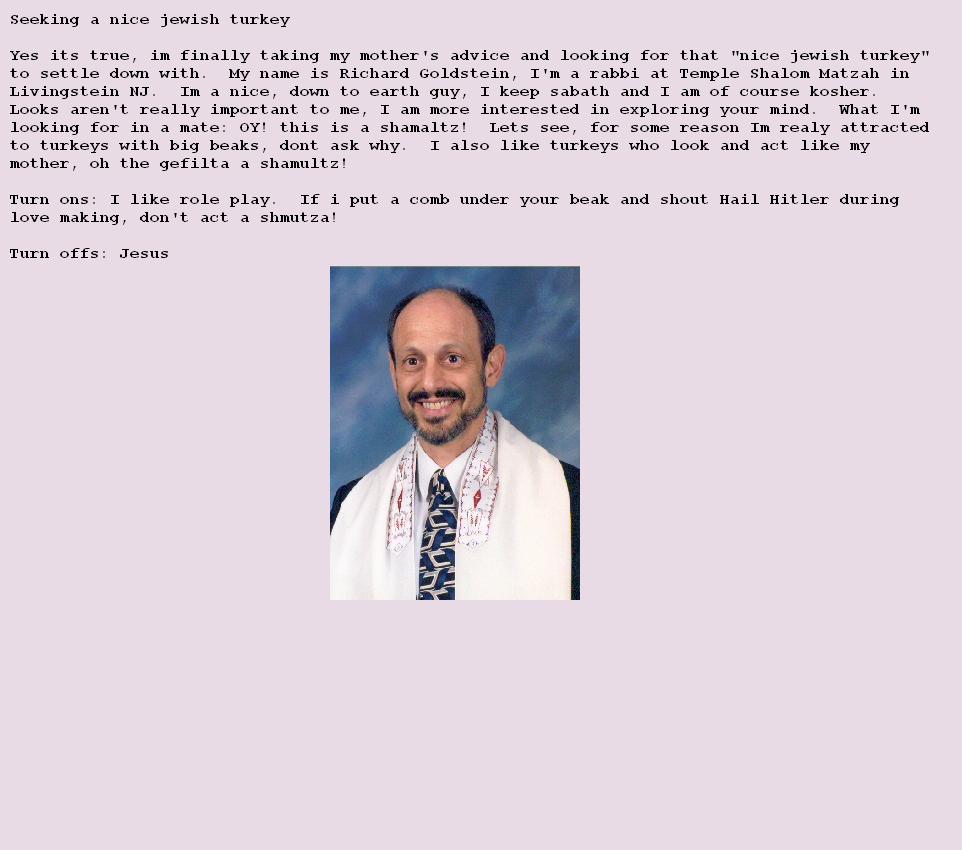 Seeking a nice jewish turkey
Yes its true, im finally taking my mother's advice and looking for that "nice jewish turkey"
to settle down with.  My name is Richard Goldstein, I'm a rabbi at Temple Shalom Matzah in
Livingstein NJ.  Im a nice, down to earth guy, I keep sabath and I am of course kosher.
Looks aren't really important to me, I am more interested in exploring your mind.  What I'm
looking for in a mate: OY! this is a shamaltz!  Lets see, for some reason Im realy attracted
to turkeys with big beaks, dont ask why.  I also like turkeys who look and act like my
mother, oh the gefilta a shamultz!
Turn ons: I like role play.  If i put a comb under your beak and shout Hail Hitler during
love making, don't act a shmutza!
Turn offs: Jesus